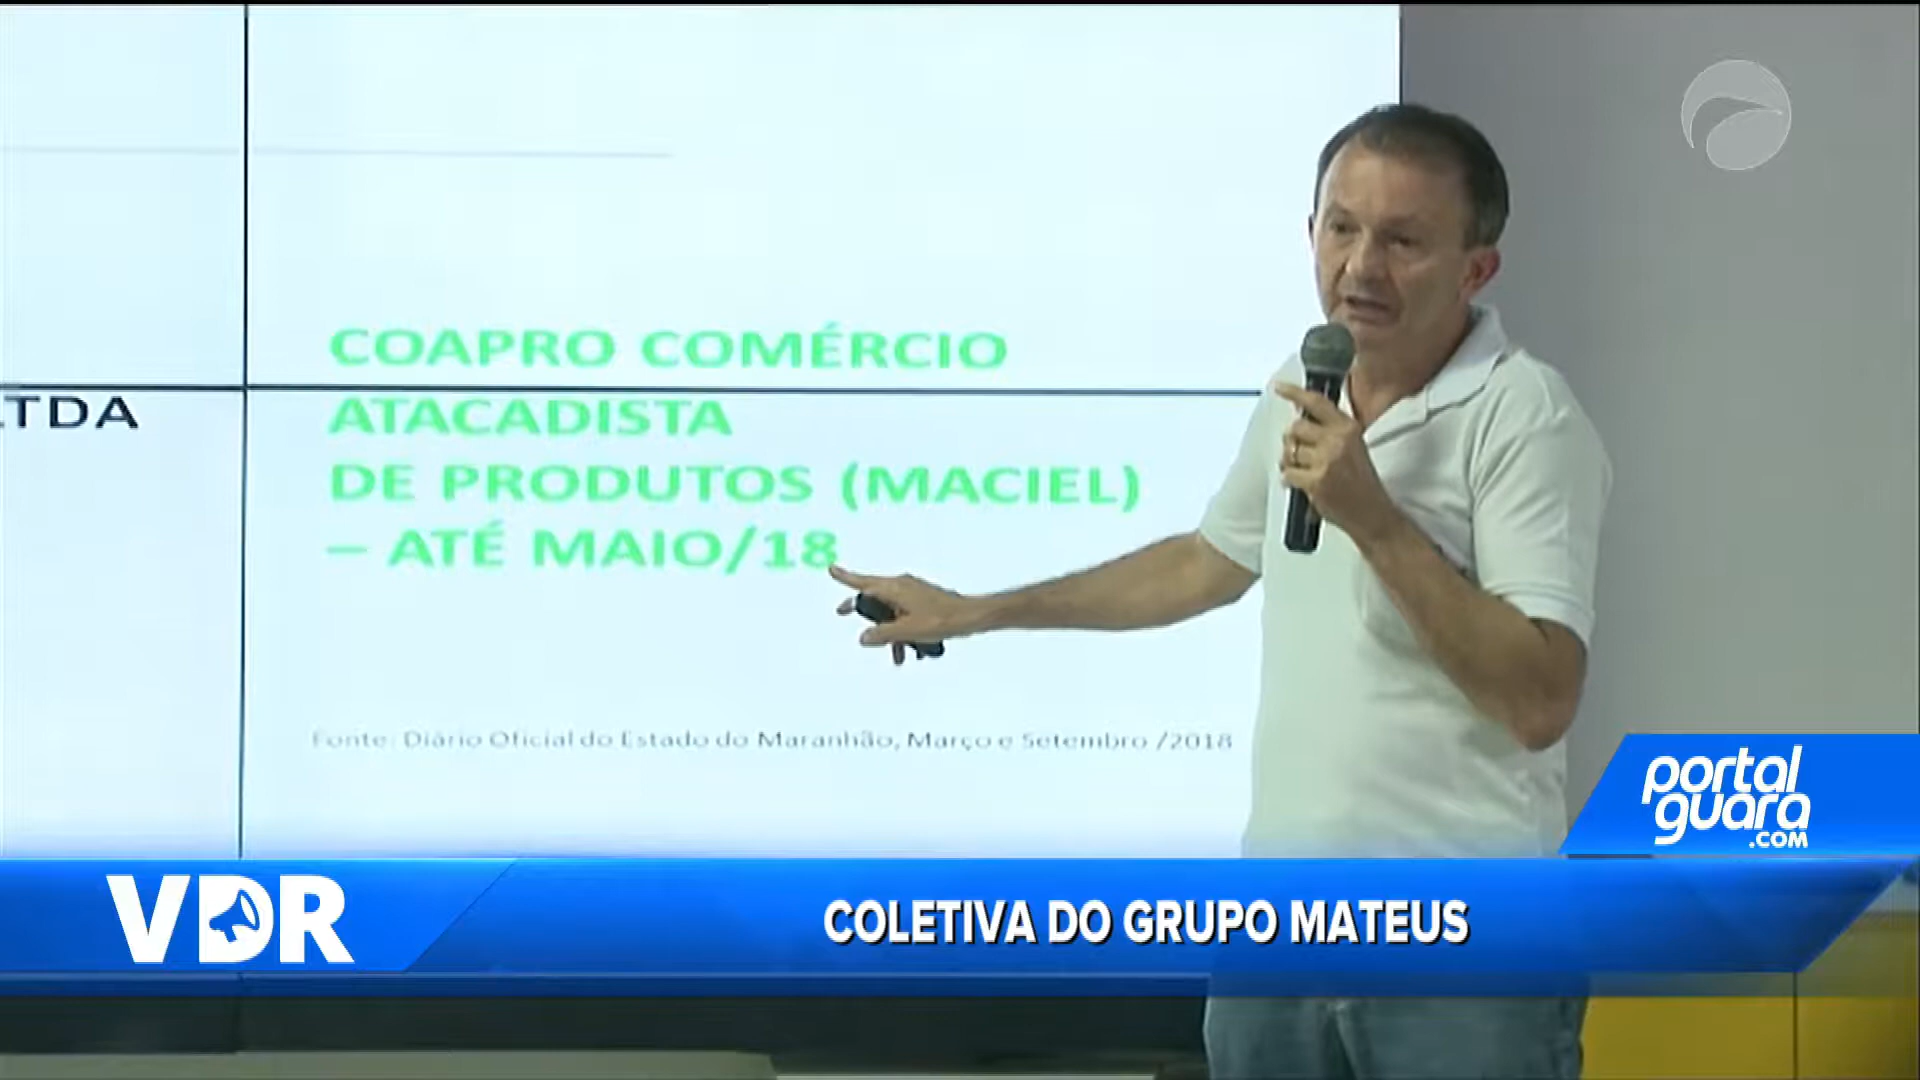 COAPRO COMÉRCIO
LTDA
ATACADISTA
DE PRODUTOS (MACIEL)
– ATÉ MAIO/18
Fonte: Diário Oficial do Estado do Maranhão, Março e Setembro /2018
portal
guara
.com
VDR
COLETIVA DO GRUPO MATEUS